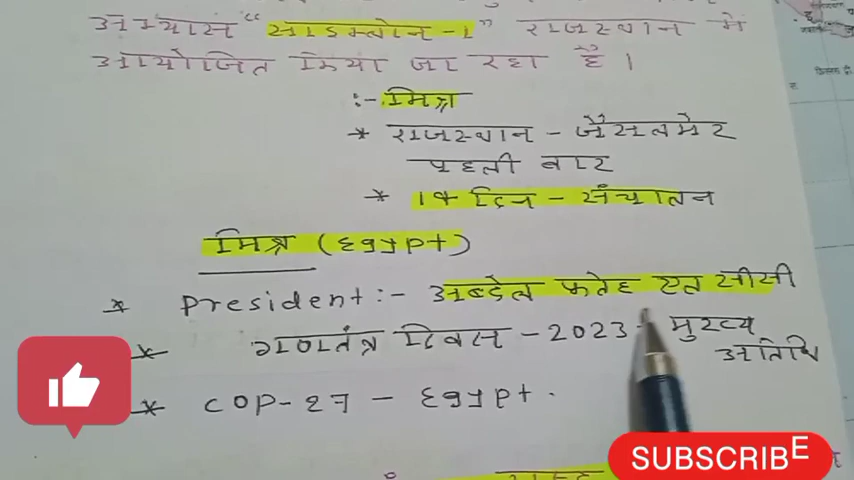 अभ्यास "साइक्लोन-1" राजस्थान में
आयोजित किया जा रहा है ।
:- मिस्र
* राजस्थान - जैसलमेर
पहली बार
* 14 दिन - संचालन
मिस्र (Egypt)
* President :- अब्देल फतेह एल सीसी
* गणतंत्र दिवस - 2023 - मुख्य
अतिथि
* COP-27 - Egypt.
SUBSCRIBE